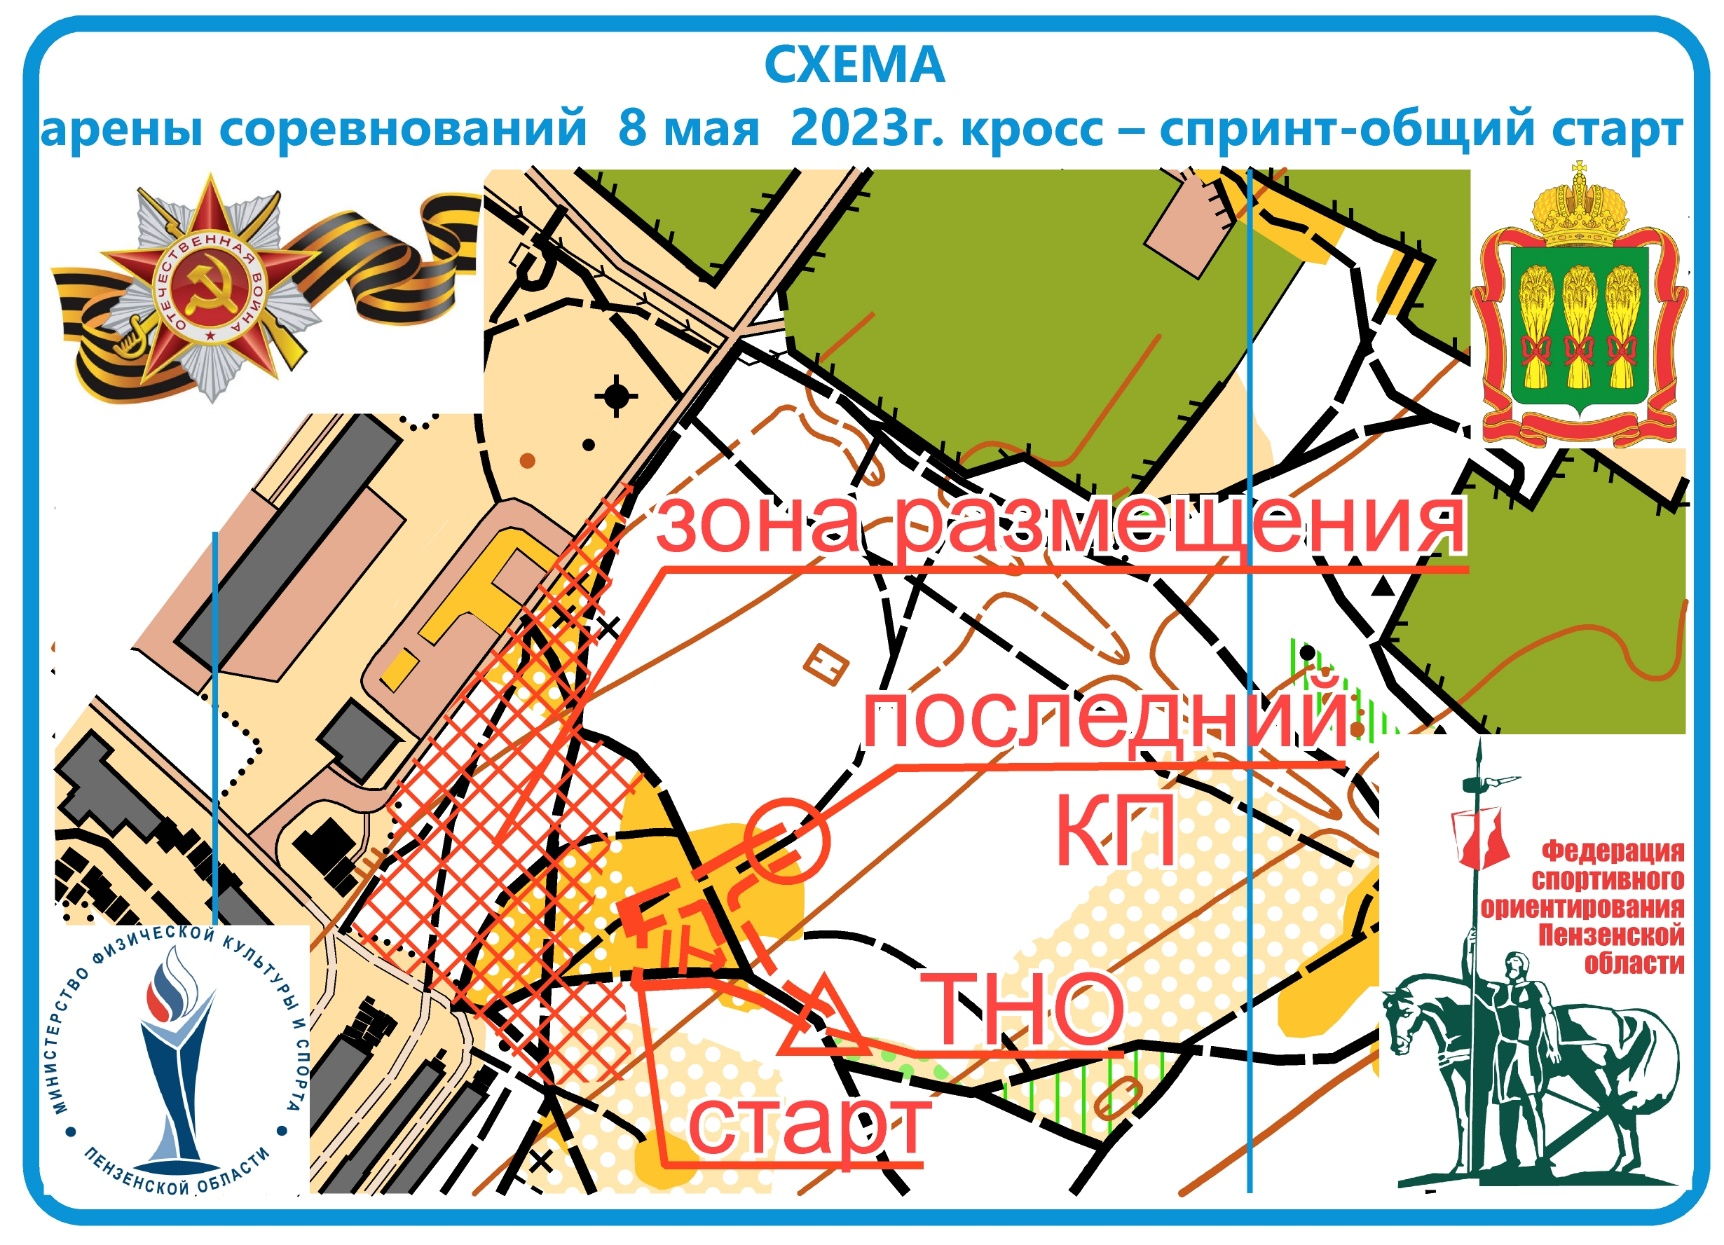 СХЕМА
арены соревнований 8 мая 2023г. кросс – спринт-общий старт
ОТЕЧЕСТВЕННАЯ ВОЙНА
зона размещения
последний
КП
ТНО
старт
Федерация
спортивного
ориентирования
Пензенской
области
МИНИСТЕРСТВО ФИЗИЧЕСКОЙ КУЛЬТУРЫ И СПОРТА
ПЕНЗЕНСКОЙ ОБЛАСТИ